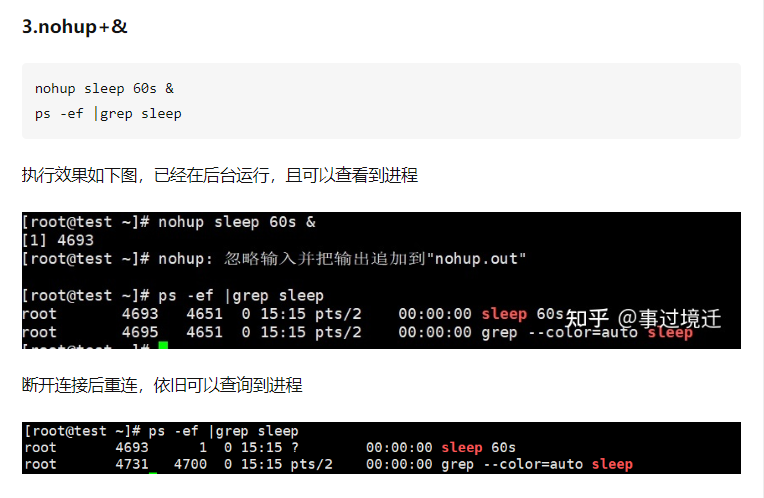 3.nohup+&
nohup sleep 60s &
ps -ef |grep sleep
执行效果如下图，已经在后台运行，且可以查看到进程
[root@test ~]# nohup sleep 60s &
[1] 4693
[root@test ~]# nohup: 忽略输入并把输出追加到"nohup.out"
[root@test ~]# ps -ef |grep sleep
root 4693 4651 0 15:15 pts/2 00:00:00 sleep 60s
知乎 @事过境迁
root 4695 4651 0 15:15 pts/2 00:00:00 grep --color=auto sleep
[root@test ~]#
断开连接后重连，依旧可以查询到进程
[root@test ~]# ps -ef |grep sleep
root 4693 1 0 15:15 ? 00:00:00 sleep 60s
root 4731 4700 0 15:15 pts/2 00:00:00 grep --color=auto sleep